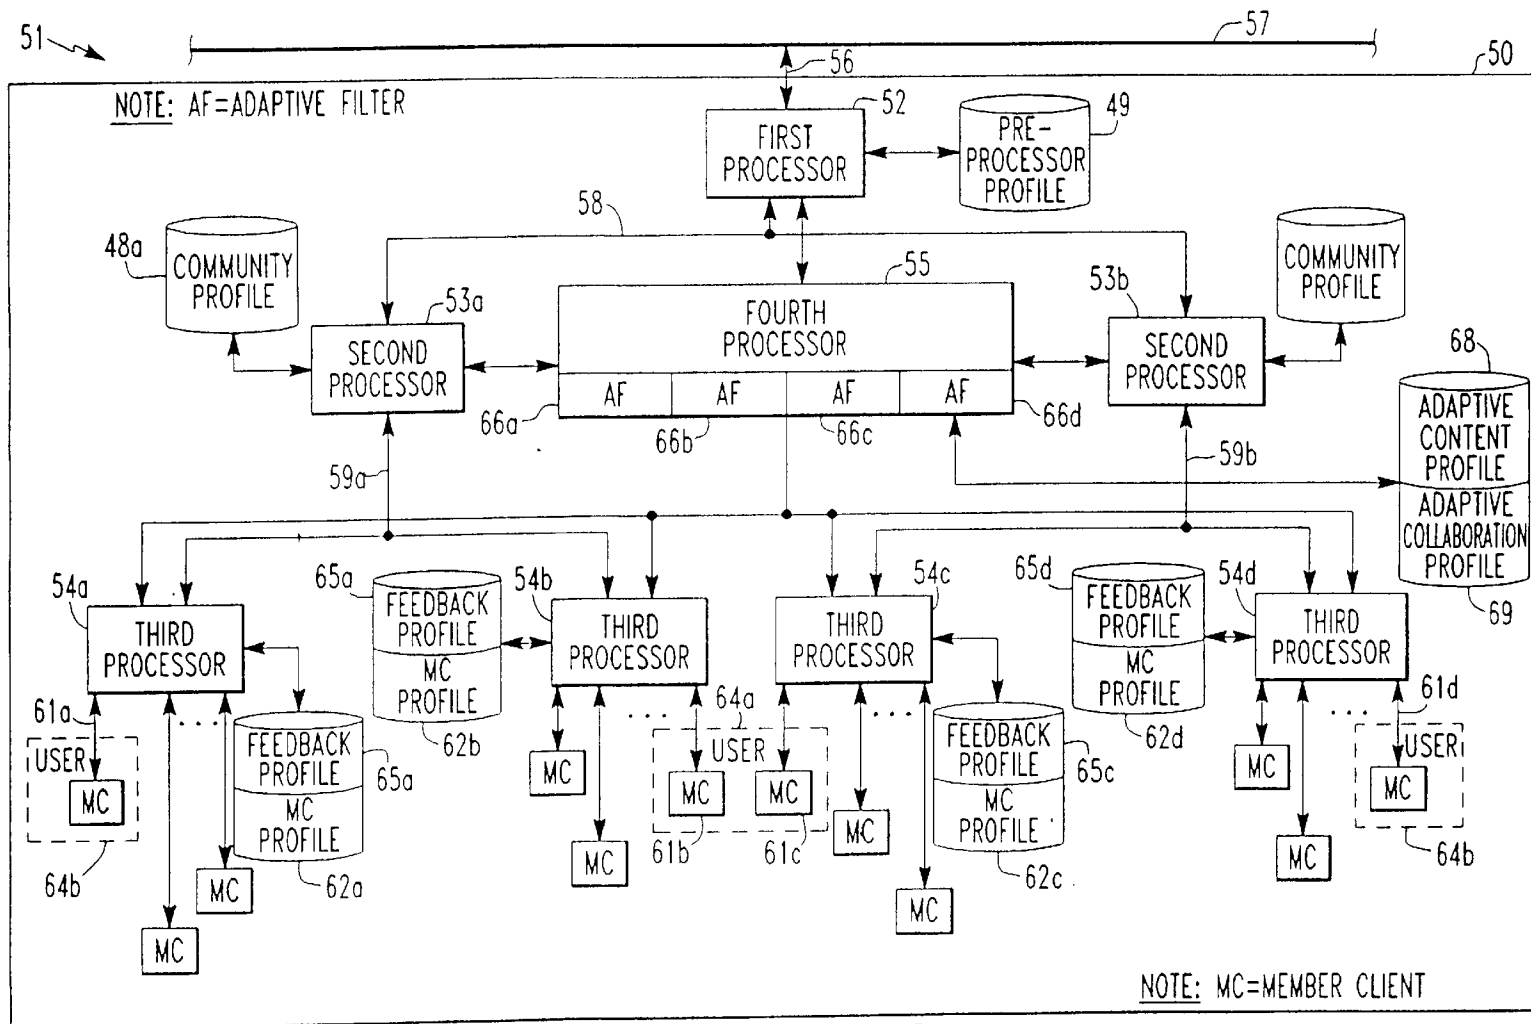 51
57
56
50
NOTE: AF=ADAPTIVE FILTER
52
49
FIRST
PROCESSOR
PRE-
PROCESSOR
PROFILE
58
48a
COMMUNITY
PROFILE
53a
SECOND
PROCESSOR
55
FOURTH
PROCESSOR
AF
AF
AF
AF
66a
66b
66c
66d
53b
SECOND
PROCESSOR
COMMUNITY
PROFILE
68
ADAPTIVE
CONTENT
PROFILE
ADAPTIVE
COLLABORATION
PROFILE
69
59a
59b
54a
THIRD
PROCESSOR
65a
FEEDBACK
PROFILE
MC
PROFILE
62b
54b
THIRD
PROCESSOR
54c
THIRD
PROCESSOR
65d
FEEDBACK
PROFILE
MC
PROFILE
62d
54d
THIRD
PROCESSOR
61a
...
USER
MC
64b
MC
MC
FEEDBACK
PROFILE
MC
PROFILE
65a
62a
MC
MC
...
64a
USER
MC
MC
61b
61c
...
MC
MC
FEEDBACK
PROFILE
MC
PROFILE
65c
62c
MC
MC
...
61d
USER
MC
64b
NOTE: MC=MEMBER CLIENT